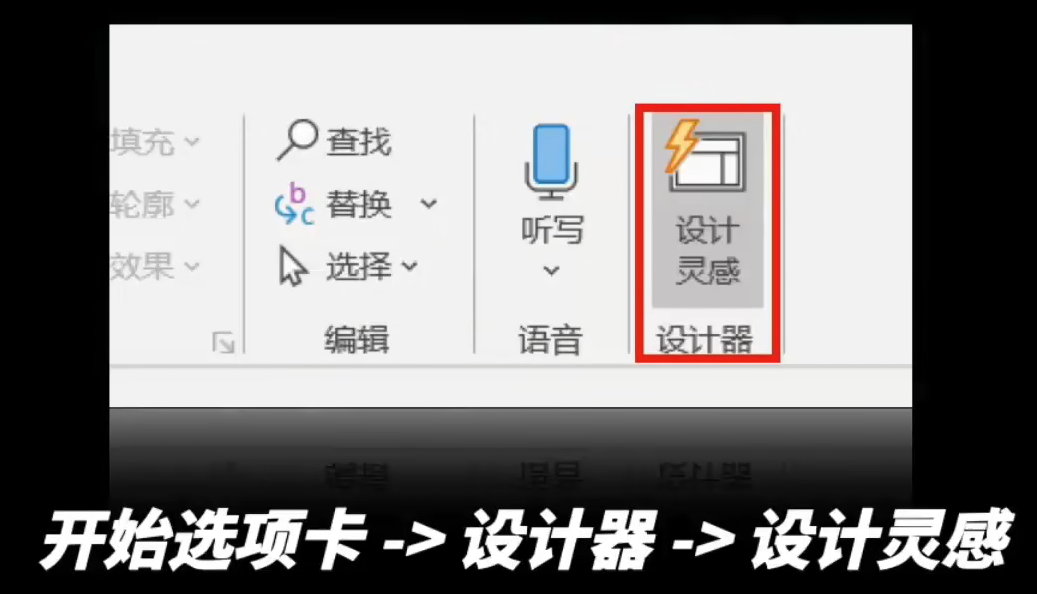 填充
轮廓
效果
查找
b
c
替换
选择
编辑
听写
语音
设计
灵感
设计器
开始选项卡 -> 设计器 -> 设计灵感